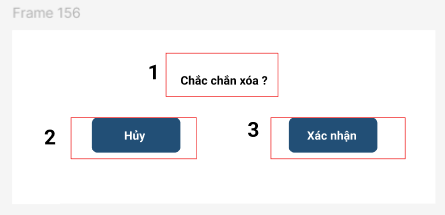 Frame 156
1
Chắc chắn xóa ?
2
Hủy
3
Xác nhận